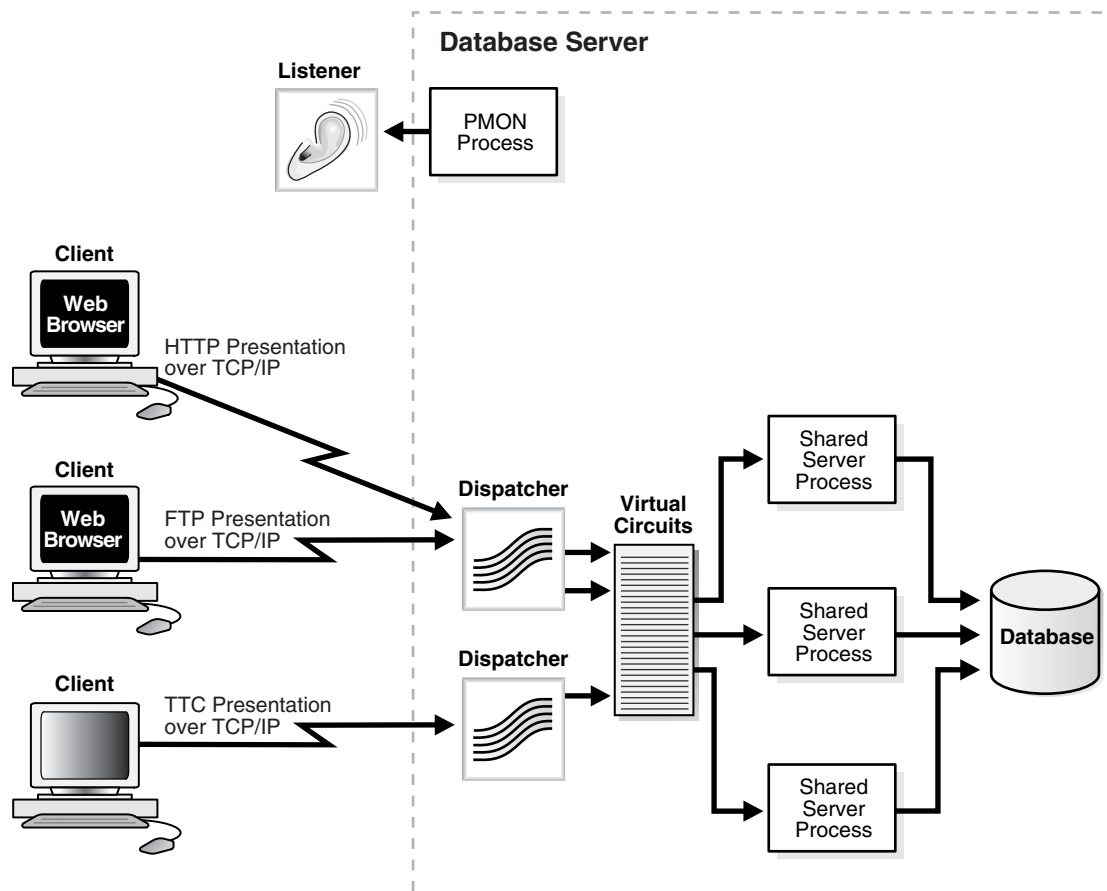 Database Server
Listener
PMON
Process
Client
Web
Browser
HTTP Presentation
over TCP/IP
Client
Web
Browser
FTP Presentation
over TCP/IP
Client
TTC Presentation
over TCP/IP
Dispatcher
Dispatcher
Virtual
Circuits
Shared
Server
Process
Shared
Server
Process
Shared
Server
Process
Database